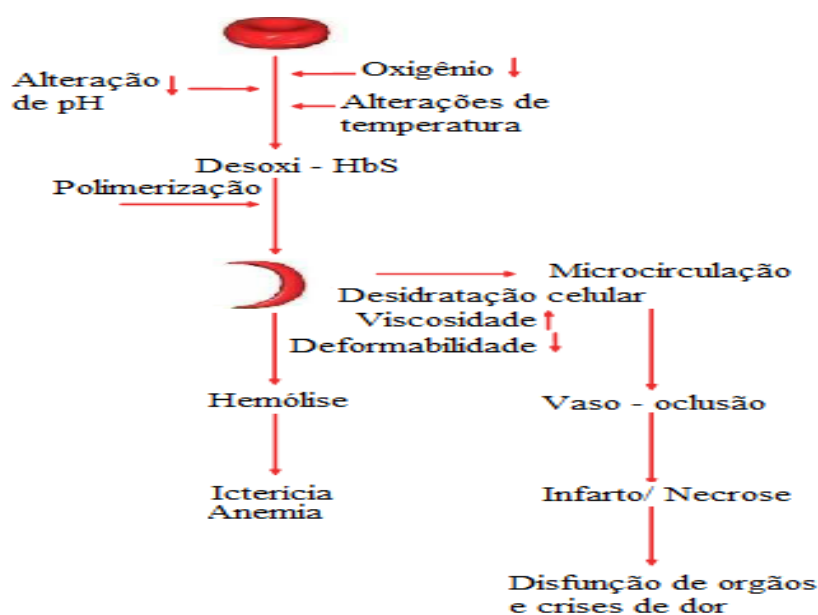 Oxigênio ↓
Alteração ↓
de pH
Alterações de
temperatura
Desoxi - HbS
Polimerização
Microcirculação
Desidratação celular
Viscosidade ↑
Deformabilidade ↓
Hemólise
Vaso - oclusão
Icterícia
Anemia
Infarto/ Necrose
Disfunção de orgãos
e crises de dor